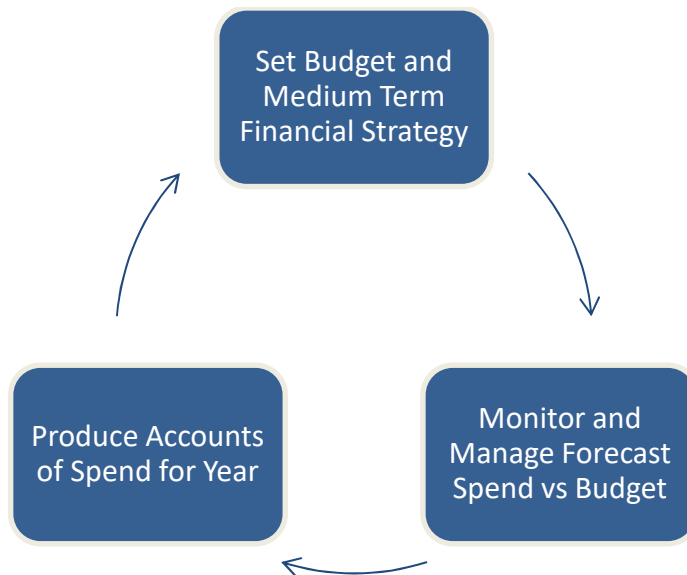 Set Budget and
Medium Term
Financial Strategy
Monitor and
Manage Forecast
Spend vs Budget
Produce Accounts
of Spend for Year